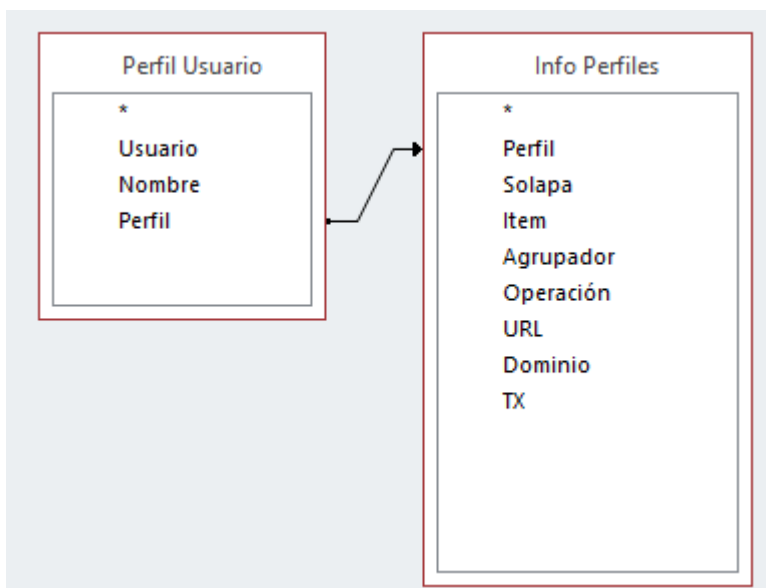 Perfil Usuario
*
Usuario
Nombre
Perfil
Info Perfiles
*
Perfil
Solapa
Item
Agrupador
Operación
URL
Dominio
TX